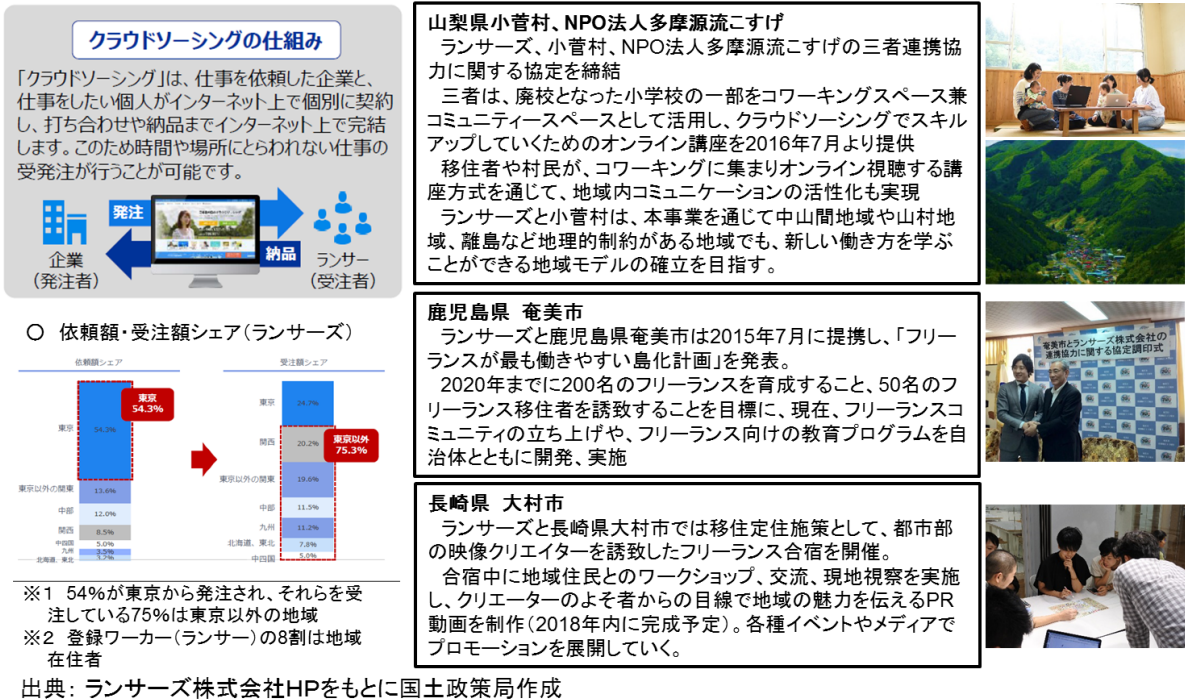 クラウドソーシングの仕組み
「クラウドソーシング」は、仕事を依頼した企業と、
仕事をしたい個人がインターネット上で個別に契約
し、打ち合わせや納品までインターネット上で完結
します。このため時間や場所にとらわれない仕事の
受発注が行うことが可能です。
発注
納品
企業
（発注者）
ランサー
（受注者）
○ 依頼額・受注額シェア（ランサーズ）
依頼額シェア
東京
54.3%
東京
54.3%
東京以外の関東
13.6%
中部
12.0%
関西
8.5%
中四国
5.0%
九州
3.5%
北海道、東北
3.2%
受注額シェア
東京
24.7%
関西
20.2%
東京以外
75.3%
東京以外の関東
19.6%
中部
11.5%
九州
11.2%
北海道、東北
7.8%
中四国
5.0%
※１ 54％が東京から発注され、それらを受
注している75％は東京以外の地域
※２ 登録ワーカー（ランサー）の8割は地域
在住者
出典： ランサーズ株式会社ＨＰをもとに国土政策局作成
山梨県小菅村、NPO法人多摩源流こすげ
ランサーズ、小菅村、NPO法人多摩源流こすげの三者連携協
力に関する協定を締結
三者は、廃校となった小学校の一部をコワーキングスペース兼
コミュニティースペースとして活用し、クラウドソーシングでスキル
アップしていくためのオンライン講座を2016年7月より提供
移住者や村民が、コワーキングに集まりオンライン視聴する講
座方式を通じて、地域内コミュニケーションの活性化も実現
ランサーズと小菅村は、本事業を通じて中山間地域や山村地
域、離島など地理的制約がある地域でも、新しい働き方を学ぶ
ことができる地域モデルの確立を目指す。
鹿児島県 奄美市
ランサーズと鹿児島県奄美市は2015年7月に提携し、「フリー
ランスが最も働きやすい島化計画」を発表。
2020年までに200名のフリーランスを育成すること、50名のフ
リーランス移住者を誘致することを目標に、現在、フリーランスコ
ミュニティの立ち上げや、フリーランス向けの教育プログラムを自
治体とともに開発、実施
奄美市とランサーズ株式会社の
連携協力に関する協定調印式
長崎県 大村市
ランサーズと長崎県大村市では移住定住施策として、都市部
の映像クリエイターを誘致したフリーランス合宿を開催。
合宿中に地域住民とのワークショップ、交流、現地視察を実施
し、クリエーターのよそ者からの目線で地域の魅力を伝えるPR
動画を制作（2018年内に完成予定）。各種イベントやメディアで
プロモーションを展開していく。